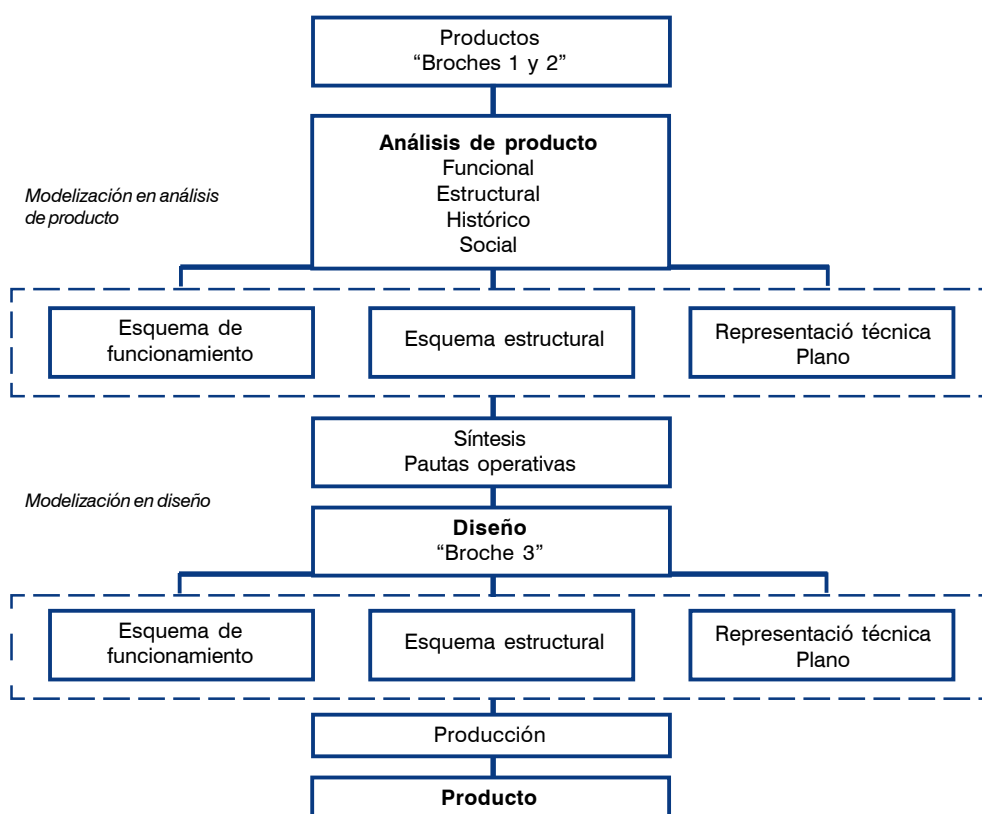 Productos
“Broches 1 y 2”
Análisis de producto
Funcional
Estructural
Histórico
Social
Modelización en análisis
de producto
Esquema de
funcionamiento
Esquema estructural
Representació técnica
Plano
Síntesis
Pautas operativas
Modelización en diseño
Diseño
“Broche 3”
Esquema de
funcionamiento
Esquema estructural
Representació técnica
Plano
Producción
Producto